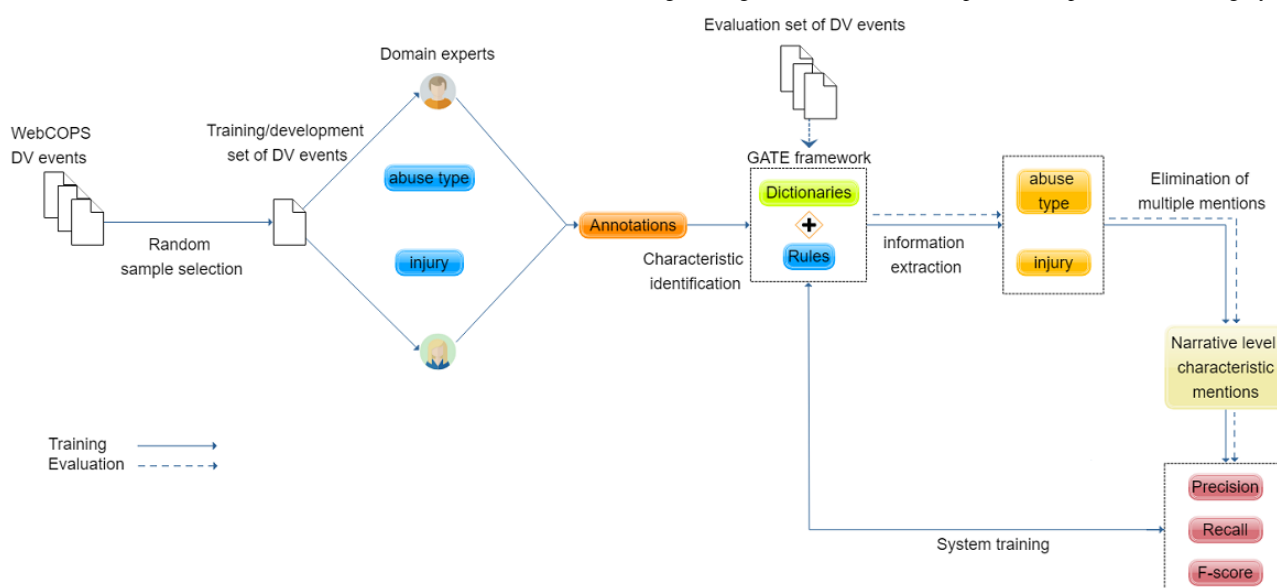 Evaluation set of DV events
Domain experts
WebCOPS
DV events
Training/development
set of DV events
abuse type
injury
Random
sample selection
Annotations
Characteristic
identification
GATE framework
Dictionaries
Rules
information
extraction
abuse
type
injury
Elimination of
multiple mentions
Narrative level
characteristic
mentions
Training
Evaluation
System training
Precision
Recall
F-score